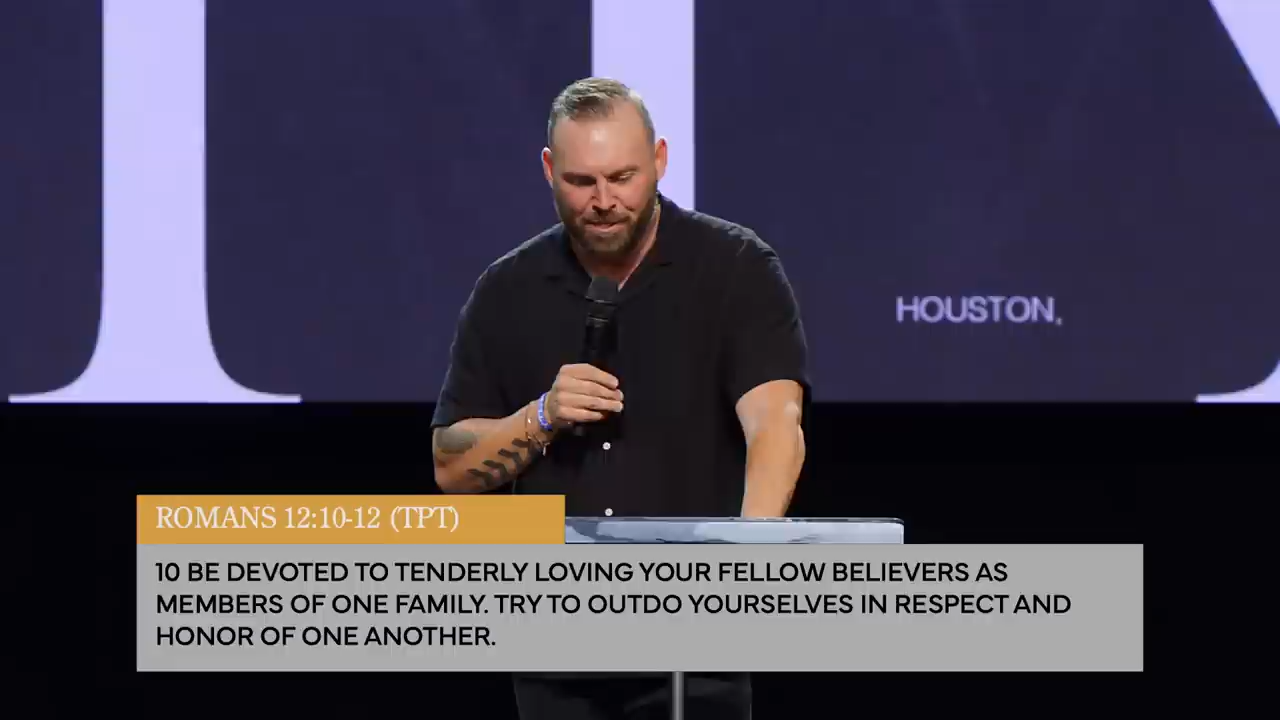 HOUSTON,
ROMANS 12:10-12 (TPT)
10 BE DEVOTED TO TENDERLY LOVING YOUR FELLOW BELIEVERS AS
MEMBERS OF ONE FAMILY. TRY TO OUTDO YOURSELVES IN RESPECT AND
HONOR OF ONE ANOTHER.